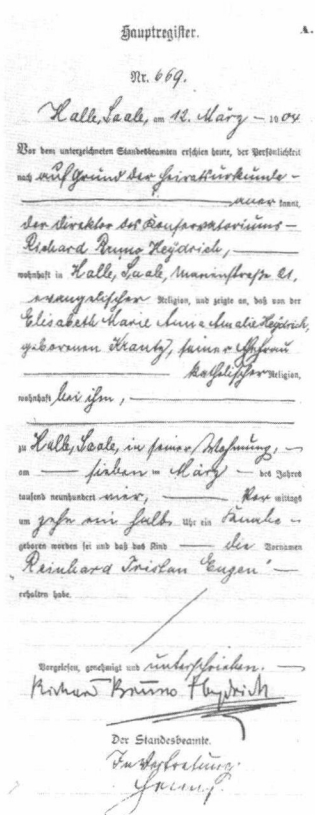 Hauptregister.
A.
Nr. 669.
Halle, Saale, am 12. März 1904
Vor dem unterzeichneten Standesbeamten erschien heute, der Persönlichkeit
nach auf Grund der Heiratsurkunde
anerkannt,
der Direktor des Konservatoriums
Richard Bruno Heydrich,
wohnhaft in Halle, Saale, 21,
evangelischer Religion, und zeigte an, daß von der
Elisabeth Marie Anna Amalie Heydrich,
geborenen Krantz, seiner Ehefrau
katholischer Religion,
wohnhaft bei ihm,
zu Halle, Saale, in seiner Wohnung,
am sieben ten März des Jahres
tausend neunhundert vier, Vor mittags
um zehn ein halb Uhr ein Knabe
geboren worden sei und daß das Kind die Vornamen
Reinhard Tristan Eugen
erhalten habe.
Vorgelesen, genehmigt und unterschrieben.
Richard Bruno Heydrich
Der Standesbeamte.
In Vertretung.